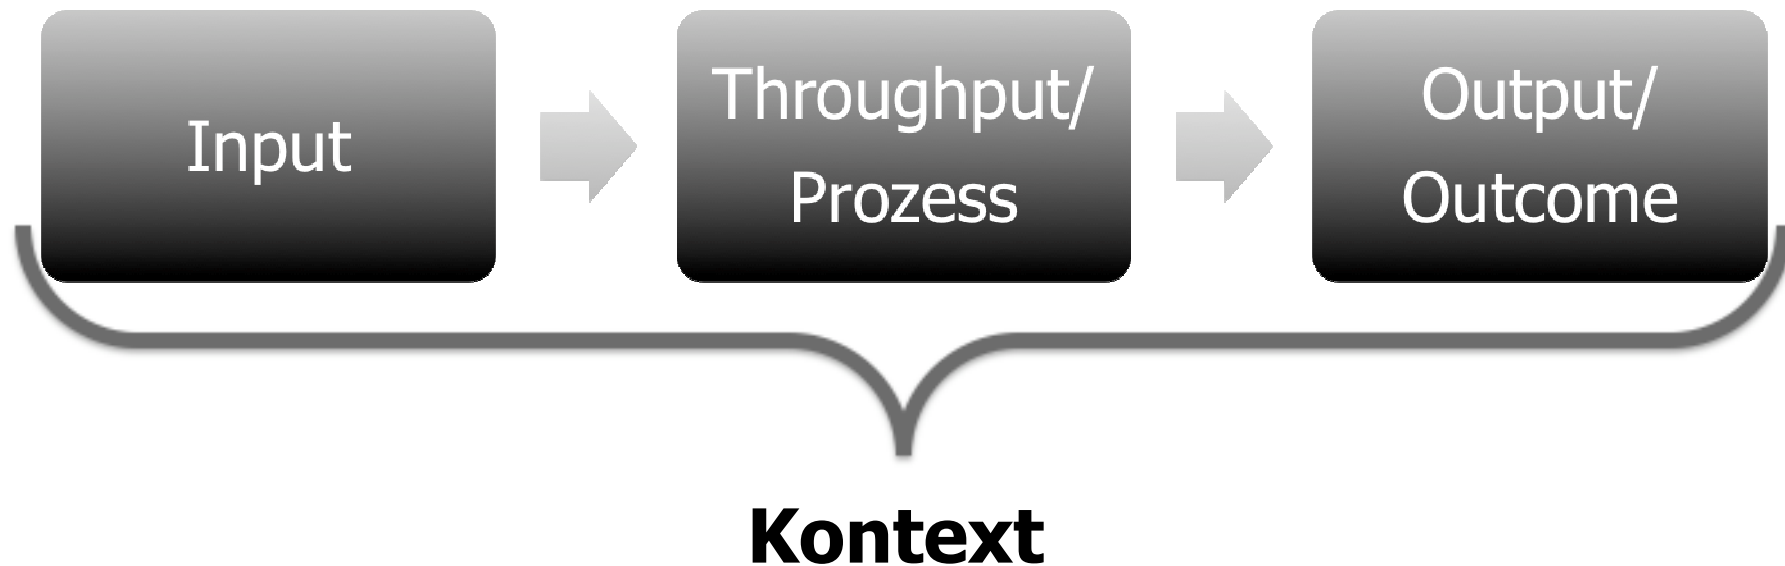 Input
Throughput/
Prozess
Output/
Outcome
Kontext